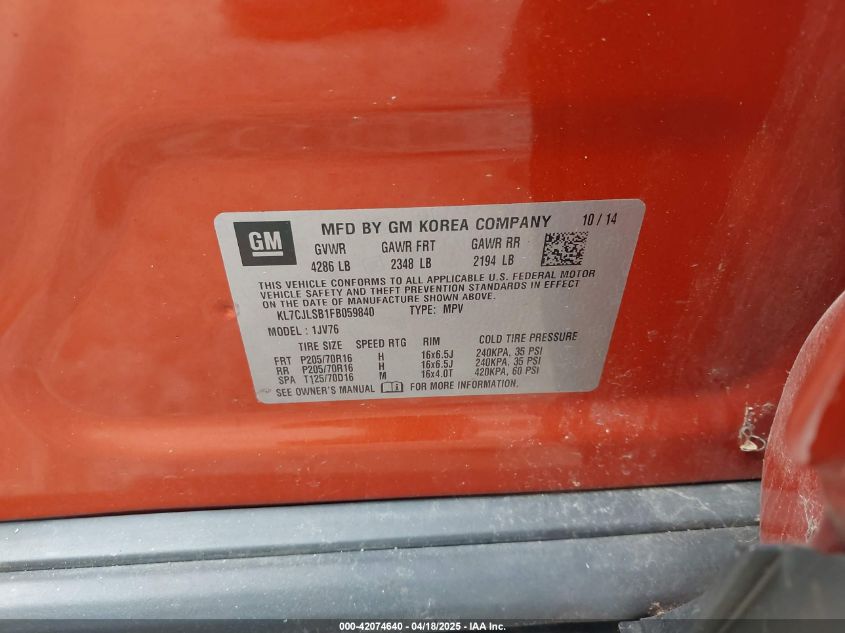 GM
MFD BY GM KOREA COMPANY 10 / 14
GVWR GAWR FRT GAWR RR
4286 LB 2348 LB 2194 LB
THIS VEHICLE CONFORMS TO ALL APPLICABLE U.S. FEDERAL MOTOR
VEHICLE SAFETY AND THEFT PREVENTION STANDARDS IN EFFECT
ON THE DATE OF MANUFACTURE SHOWN ABOVE.
KL7CJLSB1FB059840 TYPE: MPV
MODEL : 1JV76
TIRE SIZE SPEED RTG RIM COLD TIRE PRESSURE
FRT P205/70R16 H 16x6.5J 240KPA, 35 PSI
RR P205/70R16 H 16x6.5J 240KPA, 35 PSI
SPA T125/70D16 M 16x4.0T 420KPA, 60 PSI
SEE OWNER'S MANUAL FOR MORE INFORMATION.
000-42074640 - 04/18/2025 - IAA Inc.